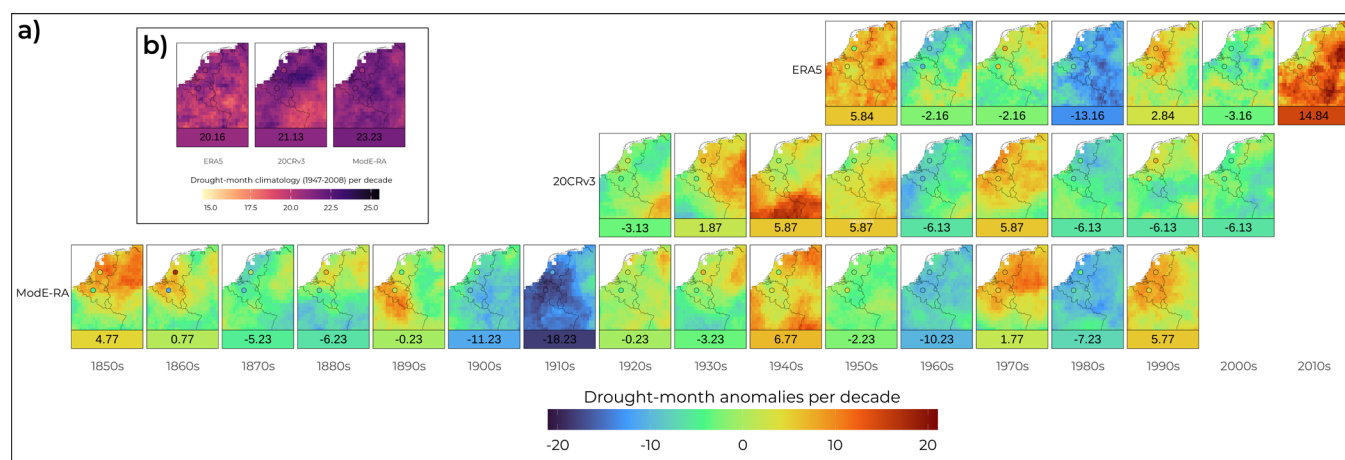 a)
b)
20.16 21.13 23.23
ERA5 20CRv3 ModE-RA
Drought-month climatology (1947-2008) per decade
15.0 17.5 20.0 22.5 25.0
ERA5
5.84 -2.16 -2.16 -13.16 2.84 -3.16 14.84
20CRv3
-3.13 1.87 5.87 5.87 -6.13 5.87 -6.13 -6.13 -6.13
ModE-RA
4.77 0.77 -5.23 -6.23 -0.23 -11.23 -18.23 -0.23 -3.23 6.77 -2.23 -10.23 1.77 -7.23 5.77
1850s 1860s 1870s 1880s 1890s 1900s 1910s 1920s 1930s 1940s 1950s 1960s 1970s 1980s 1990s 2000s 2010s
Drought-month anomalies per decade
-20 -10 0 10 20